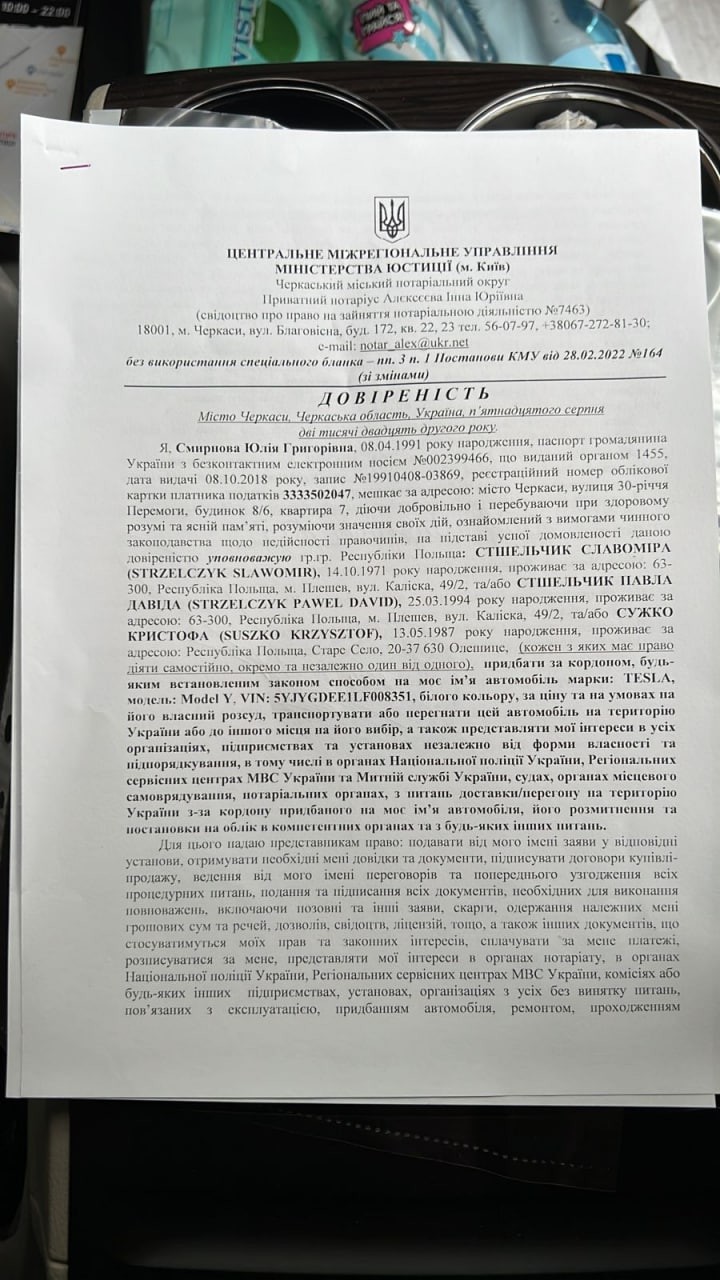 10:00 - 22:00
VIST
ПИЙ ТА
ГРАЙСЯ!
ЦЕНТРАЛЬНЕ МІЖРЕГІОНАЛЬНЕ УПРАВЛІННЯ
МІНІСТЕРСТВА ЮСТИЦІЇ (м. Київ)
Черкаський міський нотаріальний округ
Приватний нотаріус Алєксєєва Інна Юріївна
(свідоцтво про право на зайняття нотаріальною діяльністю №7463)
18001, м. Черкаси, вул. Благовісна, буд. 172, кв. 22, 23 тел. 56-07-97, +38067-272-81-30;
e-mail: notar_alex@ukr.net
без використання спеціального бланка – пп. 3 п. 1 Постанови КМУ від 28.02.2022 №164
(зі змінами)
ДОВІРЕНІСТЬ
Місто Черкаси, Черкаська область, Україна, п'ятнадцятого серпня
дві тисячі двадцять другого року.
Я, Смирнова Юлія Григорівна, 08.04.1991 року народження, паспорт громадянина
України з безконтактним електронним носієм №002399466, що виданий органом 1455,
дата видачі 08.10.2018 року, запис №19910408-03869, реєстраційний номер облікової
картки платника податків 3333502047, мешкає за адресою: місто Черкаси, вулиця 30-річчя
Перемоги, будинок 8/6, квартира 7, діючи добровільно і перебуваючи при здоровому
розумі та ясній пам'яті, розуміючи значення своїх дій, ознайомлений з вимогами чинного
законодавства щодо недійсності правочинів, на підставі усної домовленості даною
довіреністю уповноважую гр.гр. Республіки Польща: СТШЕЛЬЧИК СЛАВОМІРА
(STRZELCZYK SLAWOMIR), 14.10.1971 року народження, проживає за адресою: 63-
300, Республіка Польща, м. Плешев, вул. Каліска, 49/2, та/або СТШЕЛЬЧИК ПАВЛА
ДАВІДА (STRZELCZYK PAWEL DAVID), 25.03.1994 року народження, проживає за
адресою: 63-300, Республіка Польща, м. Плешев, вул. Каліска, 49/2, та/або СУЖКО
КРИСТОФА (SUSZKO KRZYSZTOF), 13.05.1987 року народження, проживає за
адресою: Республіка Польща, Старе Село, 20-37 630 Олешице, (кожен з яких має право
діяти самостійно, окремо та незалежно один від одного), придбати за кордоном, будь-
яким встановленим законом способом на моє ім'я автомобіль марки: TESLA,
модель: Model Y, VIN: 5YJYGDEE1LF008351, білого кольору, за ціну та на умовах на
його власний розсуд, транспортувати або перегнати цей автомобіль на територію
України або до іншого місця на його вибір, а також представляти мої інтереси в усіх
організаціях, підприємствах та установах незалежно від форми власності та
підпорядкування, в тому числі в органах Національної поліції України, Регіональних
сервісних центрах МВС України та Митній службі України, судах, органах місцевого
самоврядування, нотаріальних органах, з питань доставки/перегону на територію
України з-за кордону придбаного на моє ім'я автомобіля, його розмитнення та
постановки на облік в компетентних органах та з будь-яких інших питань.
Для цього надаю представникам право: подавати від мого імені заяви у відповідні
установи, отримувати необхідні мені довідки та документи, підписувати договори купівлі-
продажу, ведення від мого імені переговорів та попереднього узгодження всіх
процедурних питань, подання та підписання всіх документів, необхідних для виконання
повноважень, включаючи позовні та інші заяви, скарги, одержання належних мені
грошових сум та речей, дозволів, свідоцтв, ліцензій, тощо, а також інших документів, що
стосуватимуться моїх прав та законних інтересів, сплачувати за мене платежі,
розписуватися за мене, представляти мої інтереси в органах нотаріату, в органах
Національної поліції України, Регіональних сервісних центрах МВС України, комісіях або
будь-яких інших підприємствах, установах, організаціях з усіх без винятку питань,
пов'язаних з експлуатацією, придбанням автомобіля, ремонтом, проходженням